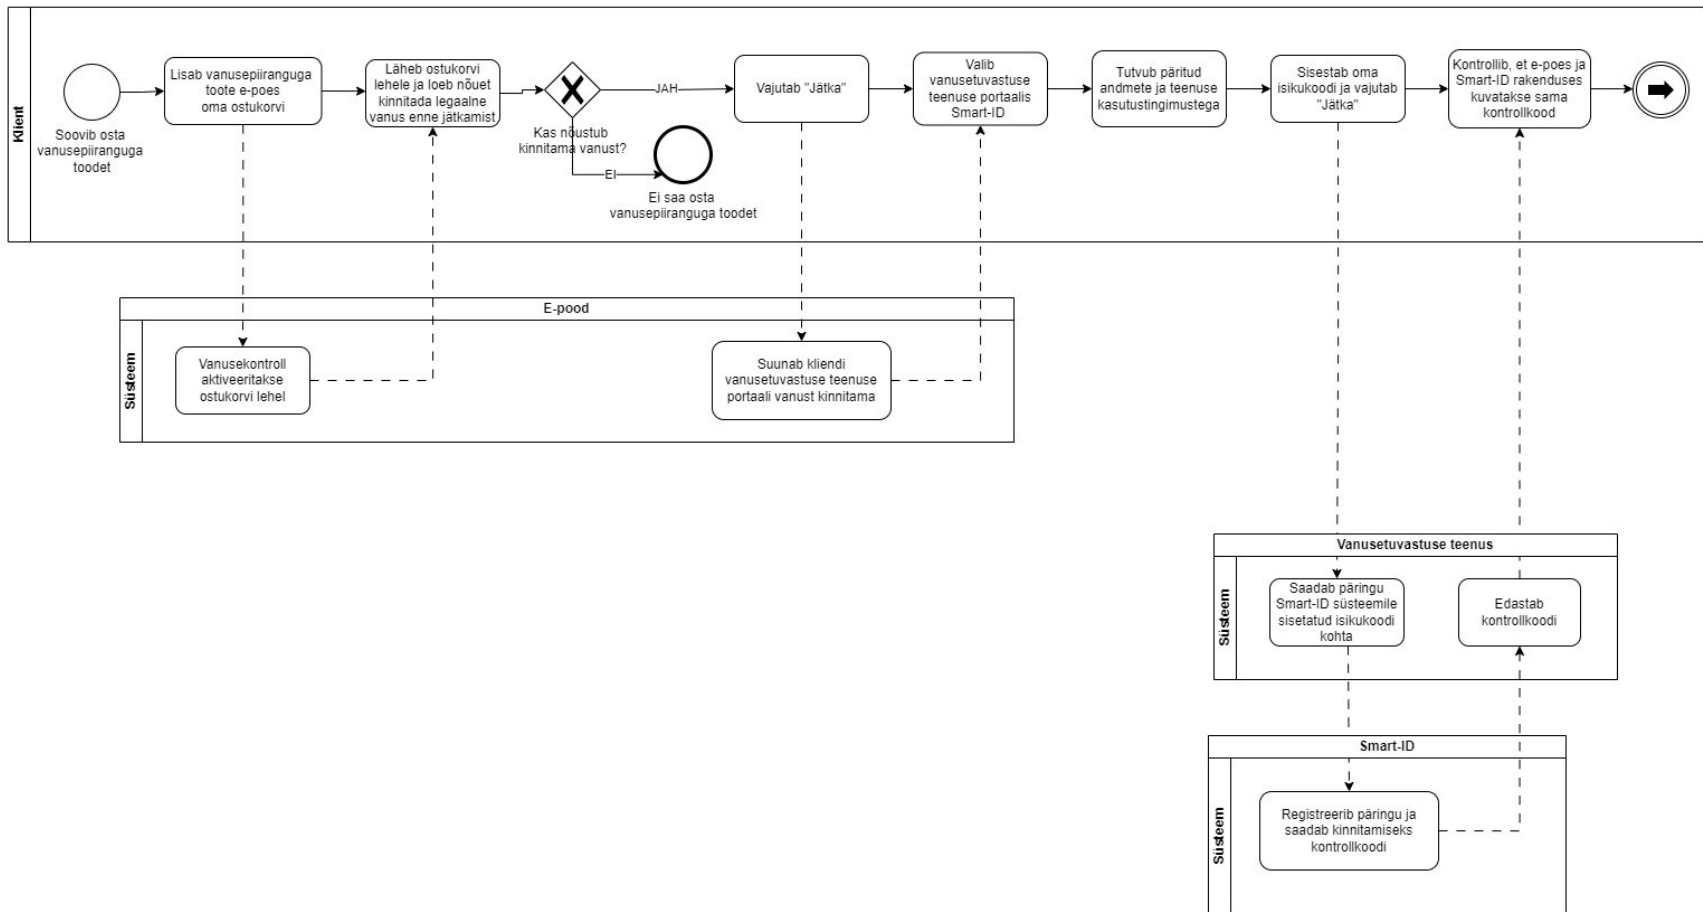 Klient
Soovib osta
vanusepiiranguga
toodet
Lisab vanusepiiranguga
toote e-poes
oma ostukorvi
Läheb ostukorvi
lehele ja loeb nõuet
kinnitada legaalne
vanus enne jätkamist
Kas nõustub
kinnitama vanust?
JAH
EI
Ei saa osta
vanusepiiranguga toodet
Vajutab "Jätka"
Valib
vanusetuvastuse
teenuse portaalis
Smart-ID
Tutvub päritud
andmete ja teenuse
kasutustingimustega
Sisestab oma
isikukoodi ja vajutab
"Jätka"
Kontrollib, et e-poes ja
Smart-ID rakenduses
kuvatakse sama
kontrollkood
E-pood
Süsteem
Vanusekontroll
aktiveeritakse
ostukorvi lehel
Suunab kliendi
vanusetuvastuse teenuse
portaali vanust kinnitama
Vanusetuvastuse teenus
Süsteem
Saadab päringu
Smart-ID süsteemile
sisetatud isikukoodi
kohta
Edastab
kontrollkoodi
Smart-ID
Süsteem
Registreerib päringu ja
saadab kinnitamiseks
kontrollkoodi